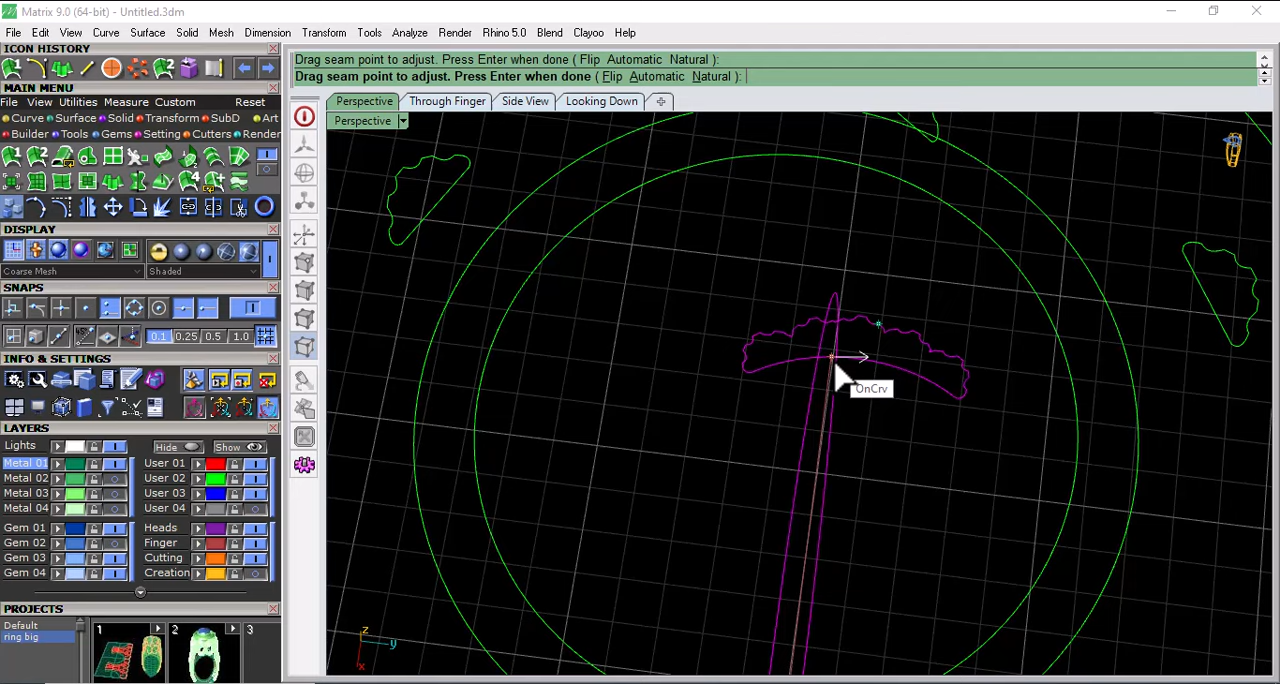 Matrix 9.0 (64-bit) - Untitled.3dm
File Edit View Curve Surface Solid Mesh Dimension Transform Tools Analyze Render Rhino 5.0 Blend Clayoo Help
ICON HISTORY
Drag seam point to adjust. Press Enter when done ( Flip Automatic Natural ):
Drag seam point to adjust. Press Enter when done ( Flip Automatic Natural ):
MAIN MENU
File View Utilities Measure Custom Reset
Curve Surface Solid Transform SubD Art
Builder Tools Gems Setting Cutters Render
Perspective Through Finger Side View Looking Down
Perspective
DISPLAY
Coarse Mesh Shaded
SNAPS
0.1 0.25 0.5 1.0
INFO & SETTINGS
LAYERS
Lights Hide Show
Metal 01 User 01
Metal 02 User 02
Metal 03 User 03
Metal 04 User 04
Gem 01 Heads
Gem 02 Finger
Gem 03 Cutting
Gem 04 Creation
PROJECTS
Default
ring big
1 2 3
OnCrv
z
y
x